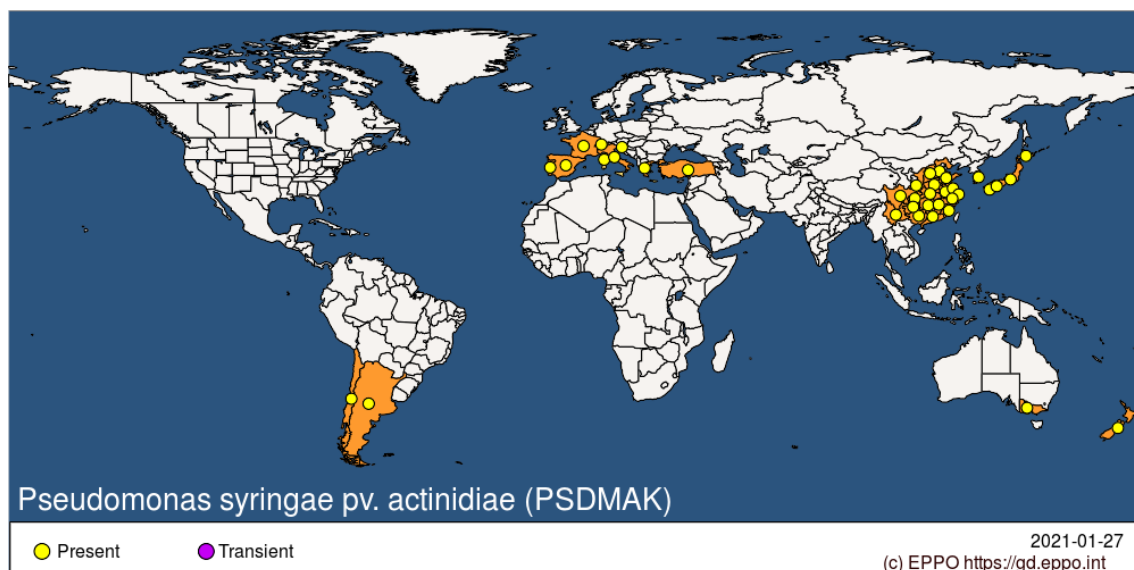 Pseudomonas syringae pv. actinidiae (PSDMAK)
Present
Transient
2021-01-27
(c) EPPO https://gd.eppo.int